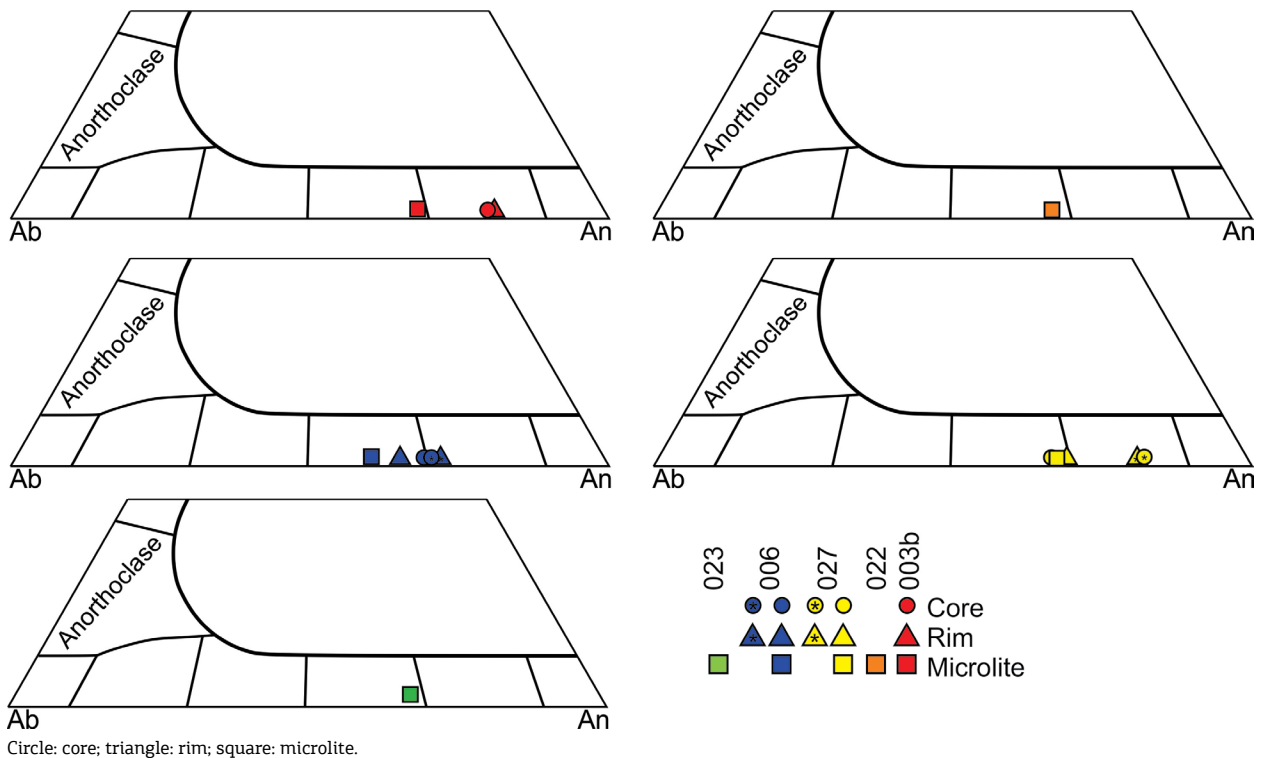 Anorthoclase
Ab An
Anorthoclase
Ab An
Anorthoclase
Ab An
Anorthoclase
Ab An
Anorthoclase
Ab An
023 006 027 022 003b
Core
Rim
Microlite
Circle: core; triangle: rim; square: microlite.